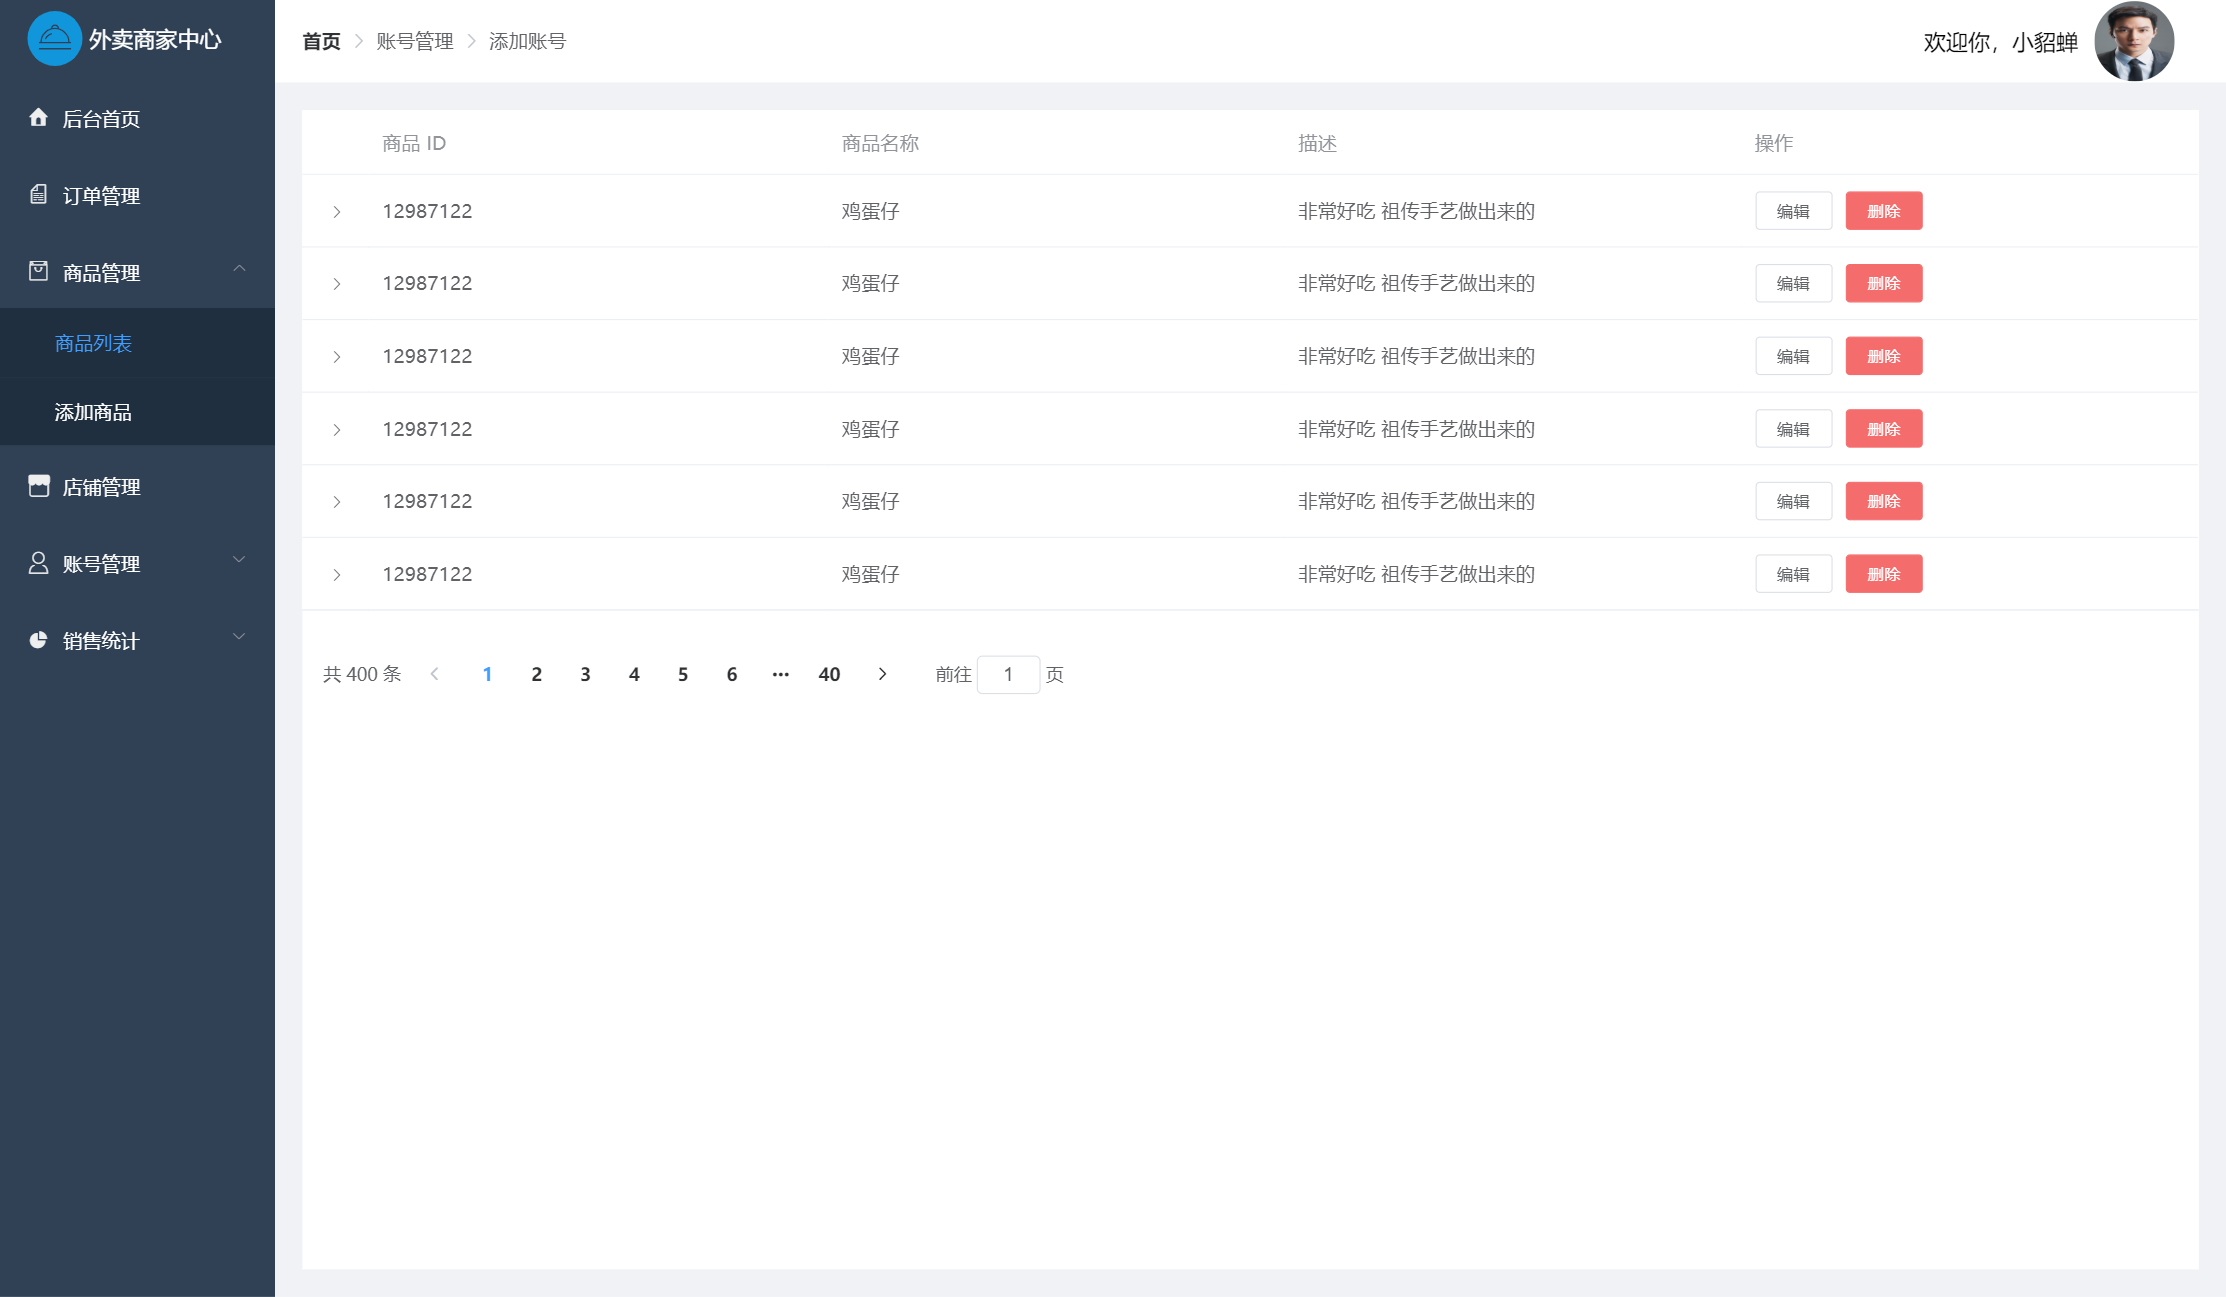 外卖商家中心
后台首页
订单管理
商品管理
商品列表
添加商品
店铺管理
账号管理
销售统计
首页 账号管理 添加账号
欢迎你，小貂蝉
商品 ID 商品名称 描述 操作
12987122 鸡蛋仔 非常好吃 祖传手艺做出来的 编辑 删除
12987122 鸡蛋仔 非常好吃 祖传手艺做出来的 编辑 删除
12987122 鸡蛋仔 非常好吃 祖传手艺做出来的 编辑 删除
12987122 鸡蛋仔 非常好吃 祖传手艺做出来的 编辑 删除
12987122 鸡蛋仔 非常好吃 祖传手艺做出来的 编辑 删除
12987122 鸡蛋仔 非常好吃 祖传手艺做出来的 编辑 删除
共 400 条 1 2 3 4 5 6 ··· 40 前往 1 页